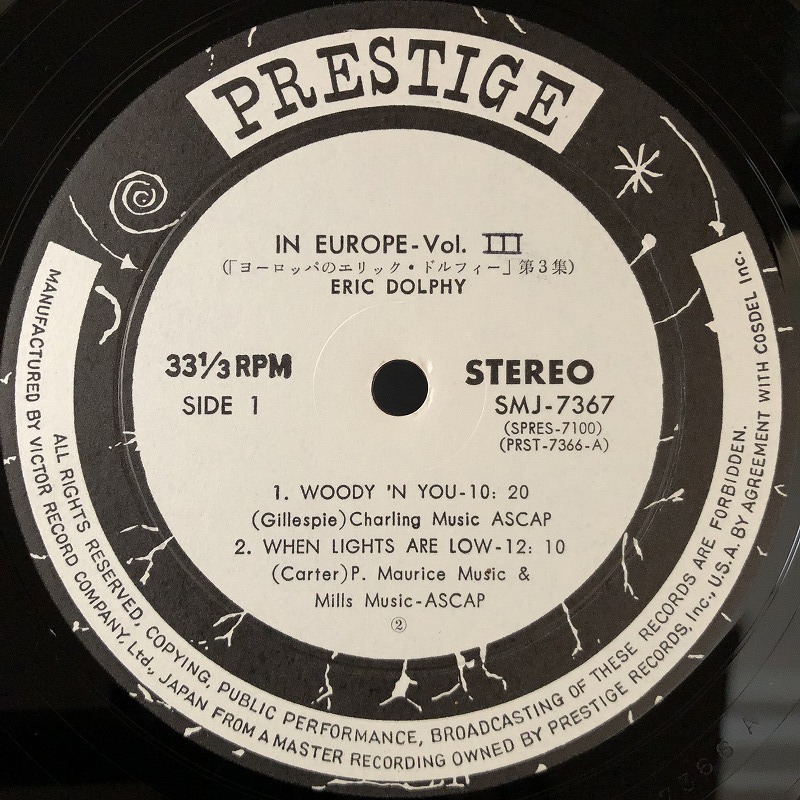 PRESTIGE
IN EUROPE-Vol. III
(「ヨーロッパのエリック・ドルフィー」第3集)
ERIC DOLPHY
33⅓ RPM
SIDE 1
STEREO
SMJ-7367
(SPRES-7100)
(PRST-7366-A)
1. WOODY 'N YOU-10: 20
(Gillespie)Charling Music ASCAP
2. WHEN LIGHTS ARE LOW-12: 10
(Carter)P. Maurice Music &
Mills Music-ASCAP
②
ALL RIGHTS RESERVED, COPYING, PUBLIC PERFORMANCE, BROADCASTING OF THESE RECORDS ARE FORBIDDEN.
MANUFACTURED BY VICTOR RECORD COMPANY, Ltd., JAPAN FROM A MASTER RECORDING OWNED BY PRESTIGE RECORDS, Inc., U.S.A. BY AGREEMENT WITH COSDEL Inc.
7366 A